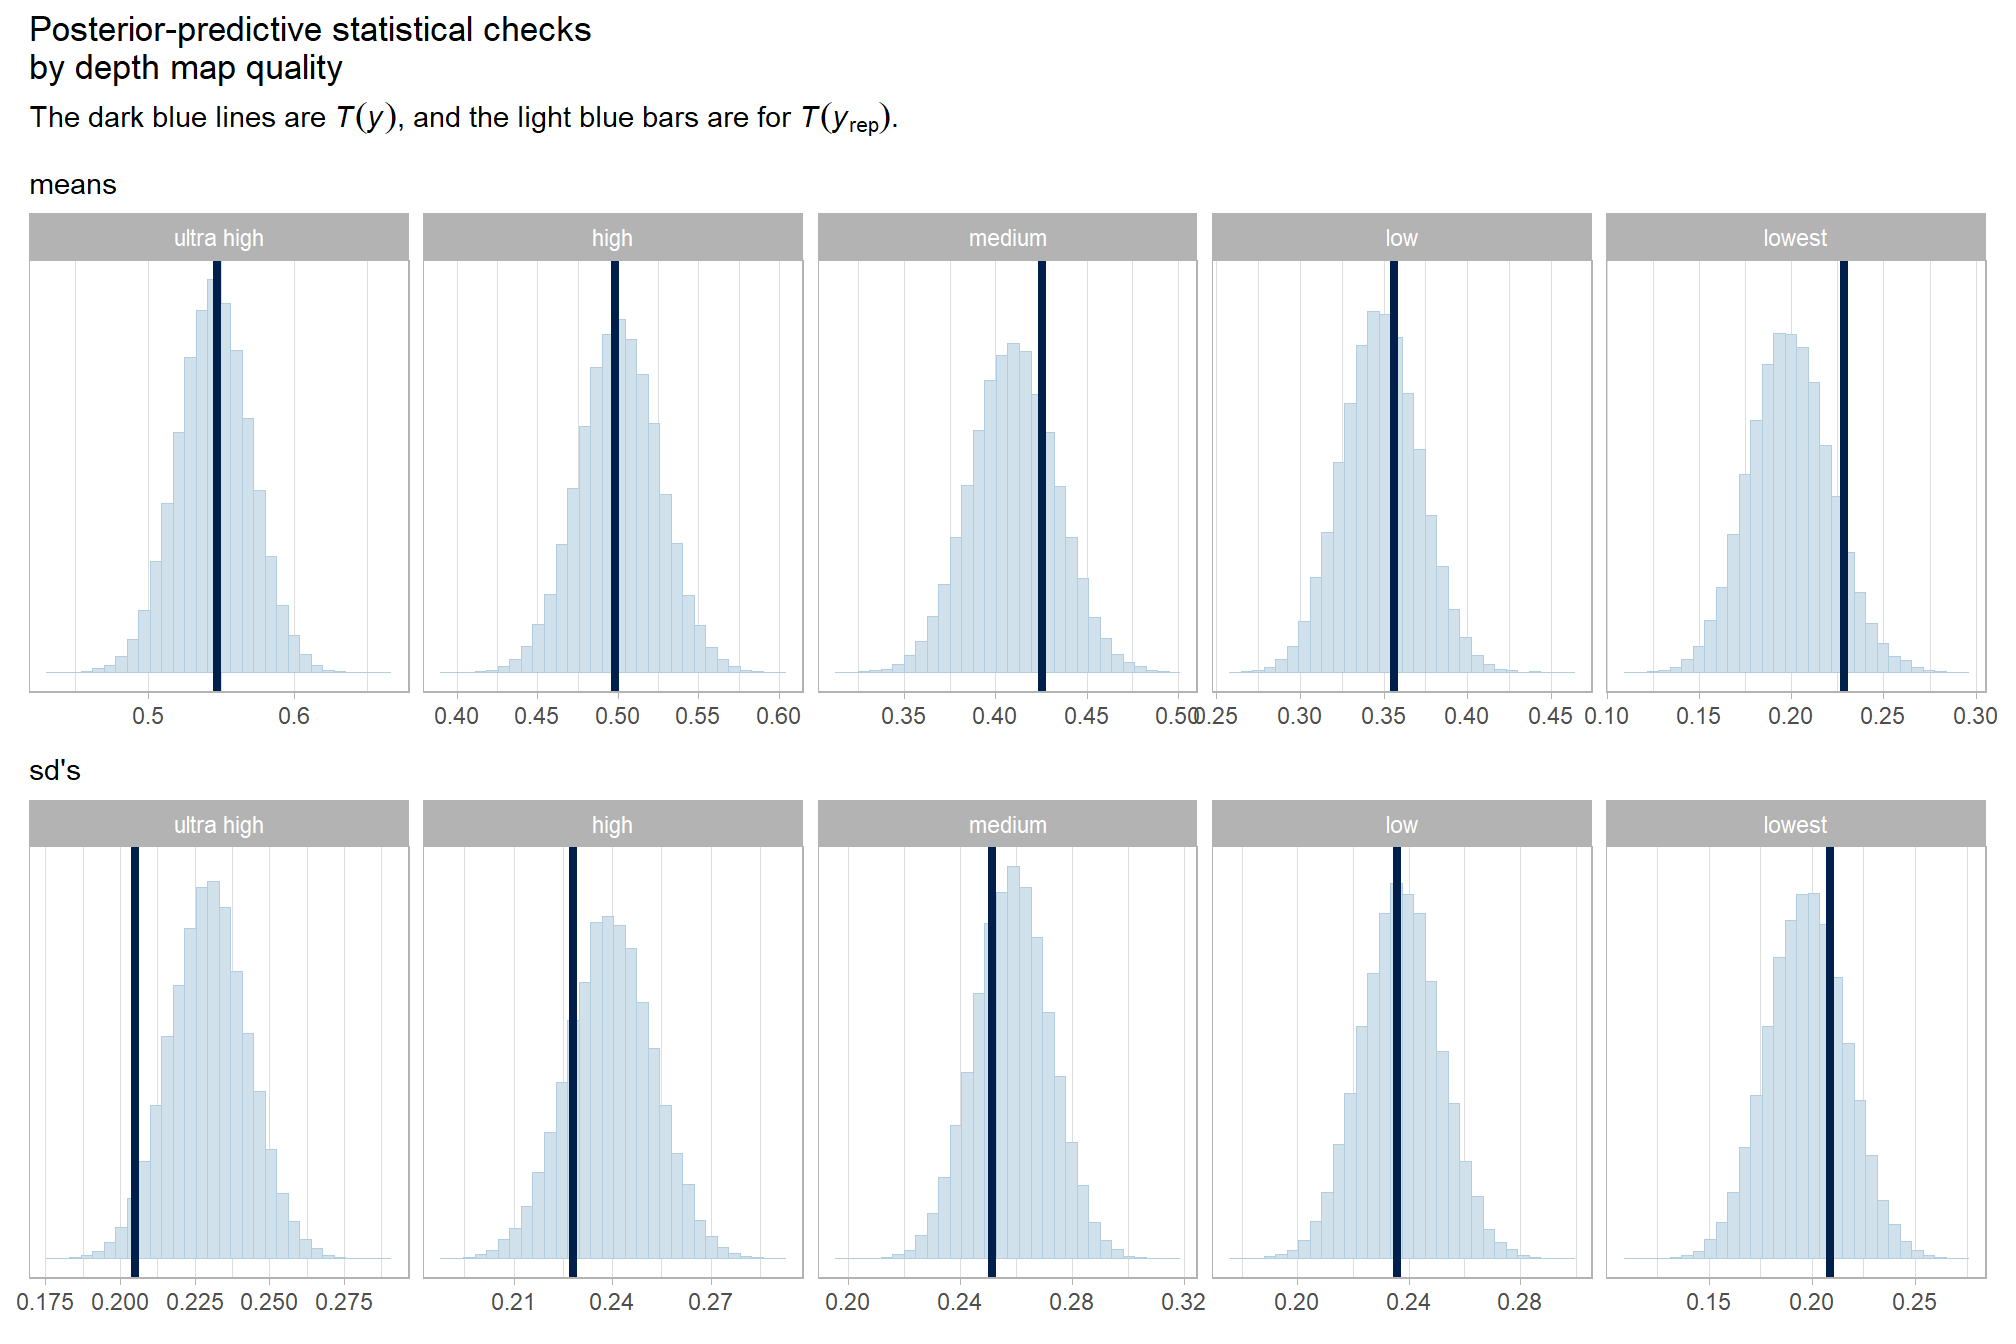 Posterior-predictive statistical checks
by depth map quality
The dark blue lines are T(y), and the light blue bars are for T(y_rep).
means
ultra high high medium low lowest
0.5 0.6 0.40 0.45 0.50 0.55 0.60 0.35 0.40 0.45 0.50 0.25 0.30 0.35 0.40 0.45 0.10 0.15 0.20 0.25 0.30
sd's
ultra high high medium low lowest
0.175 0.200 0.225 0.250 0.275 0.21 0.24 0.27 0.20 0.24 0.28 0.32 0.20 0.24 0.28 0.15 0.20 0.25